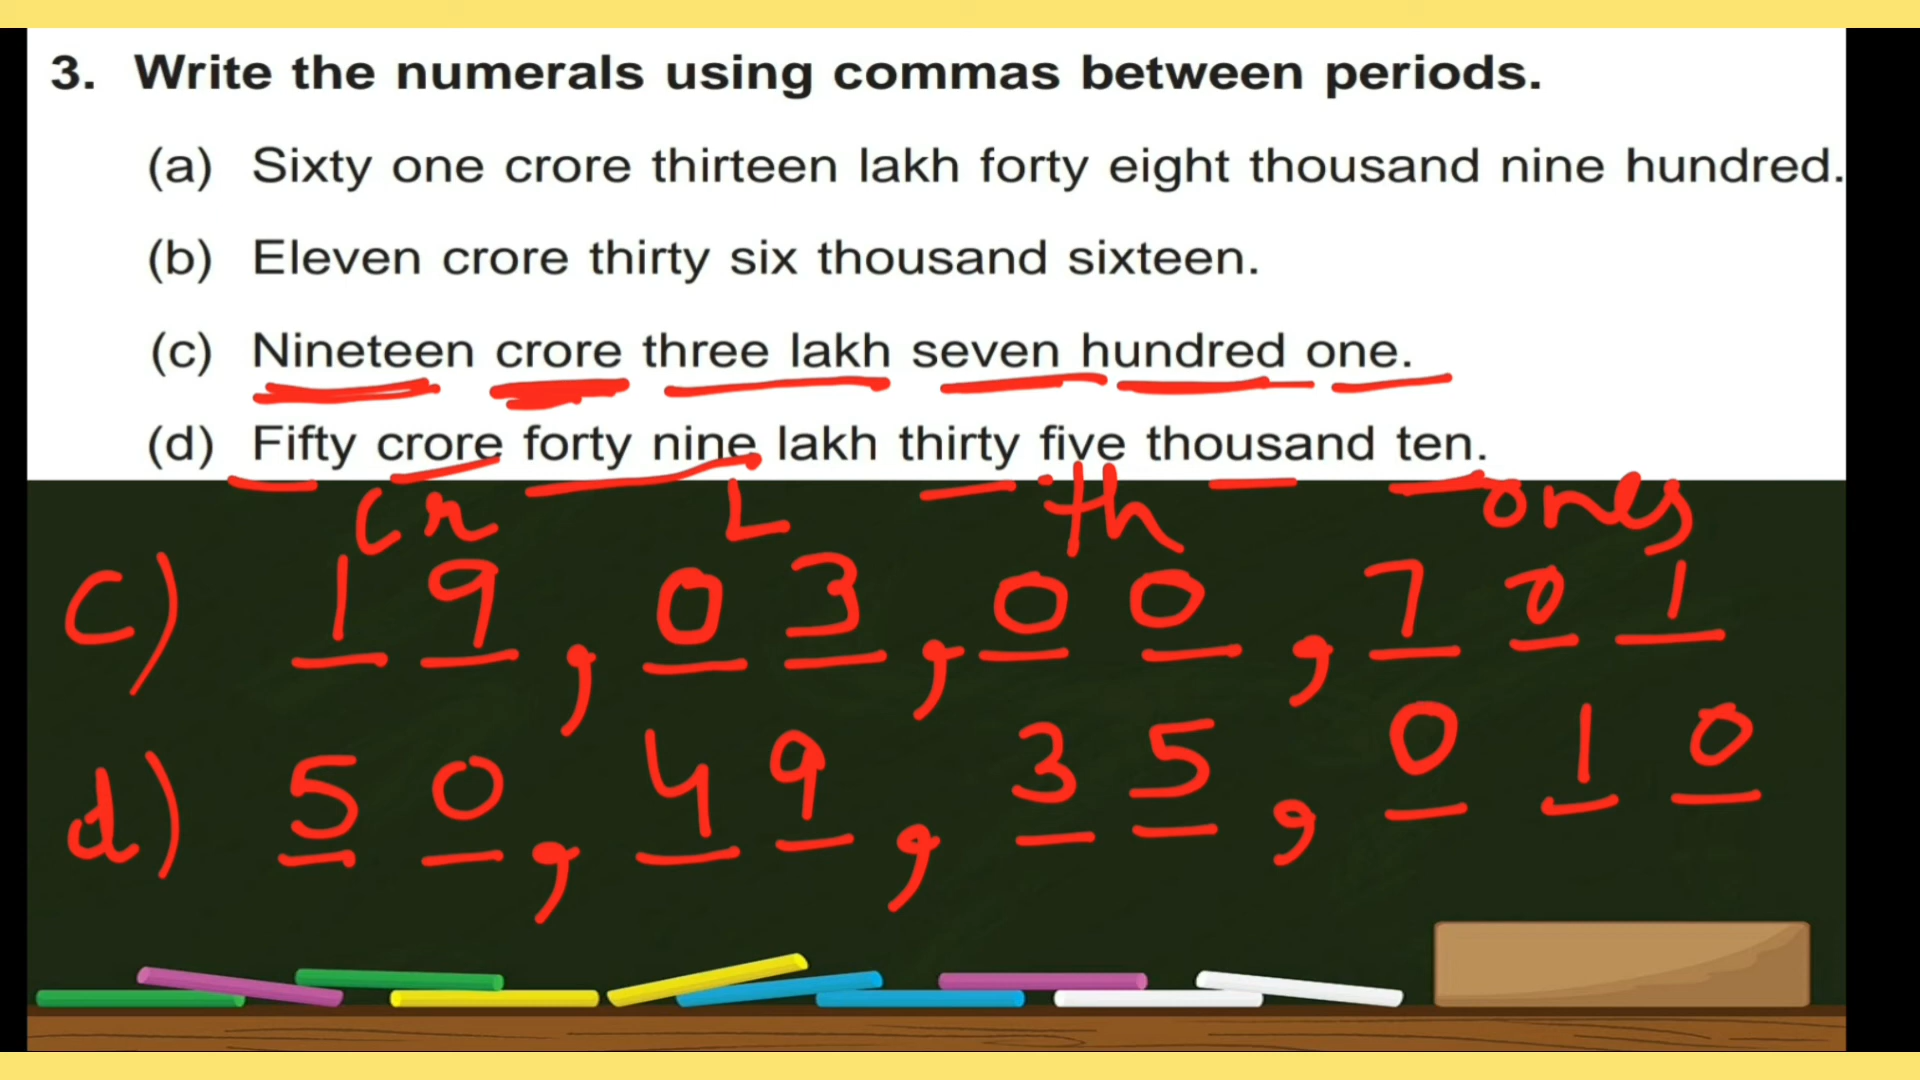 3. Write the numerals using commas between periods.
(a) Sixty one crore thirteen lakh forty eight thousand nine hundred.
(b) Eleven crore thirty six thousand sixteen.
(c) Nineteen crore three lakh seven hundred one.
(d) Fifty crore forty nine lakh thirty five thousand ten.
Cr L th ones
c) 19,03,00,701
d) 50,49,35,010